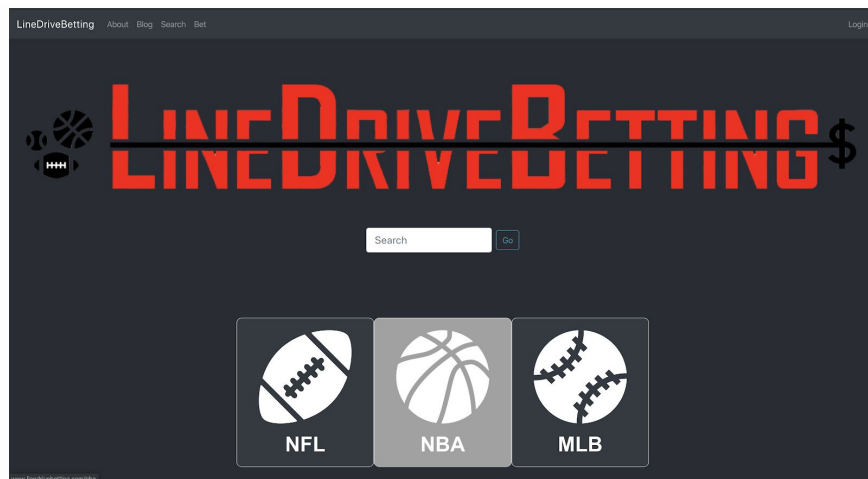 LineDriveBetting About Blog Search Bet Login
LINEDRIVEBETTING $
Search Go
NFL NBA MLB